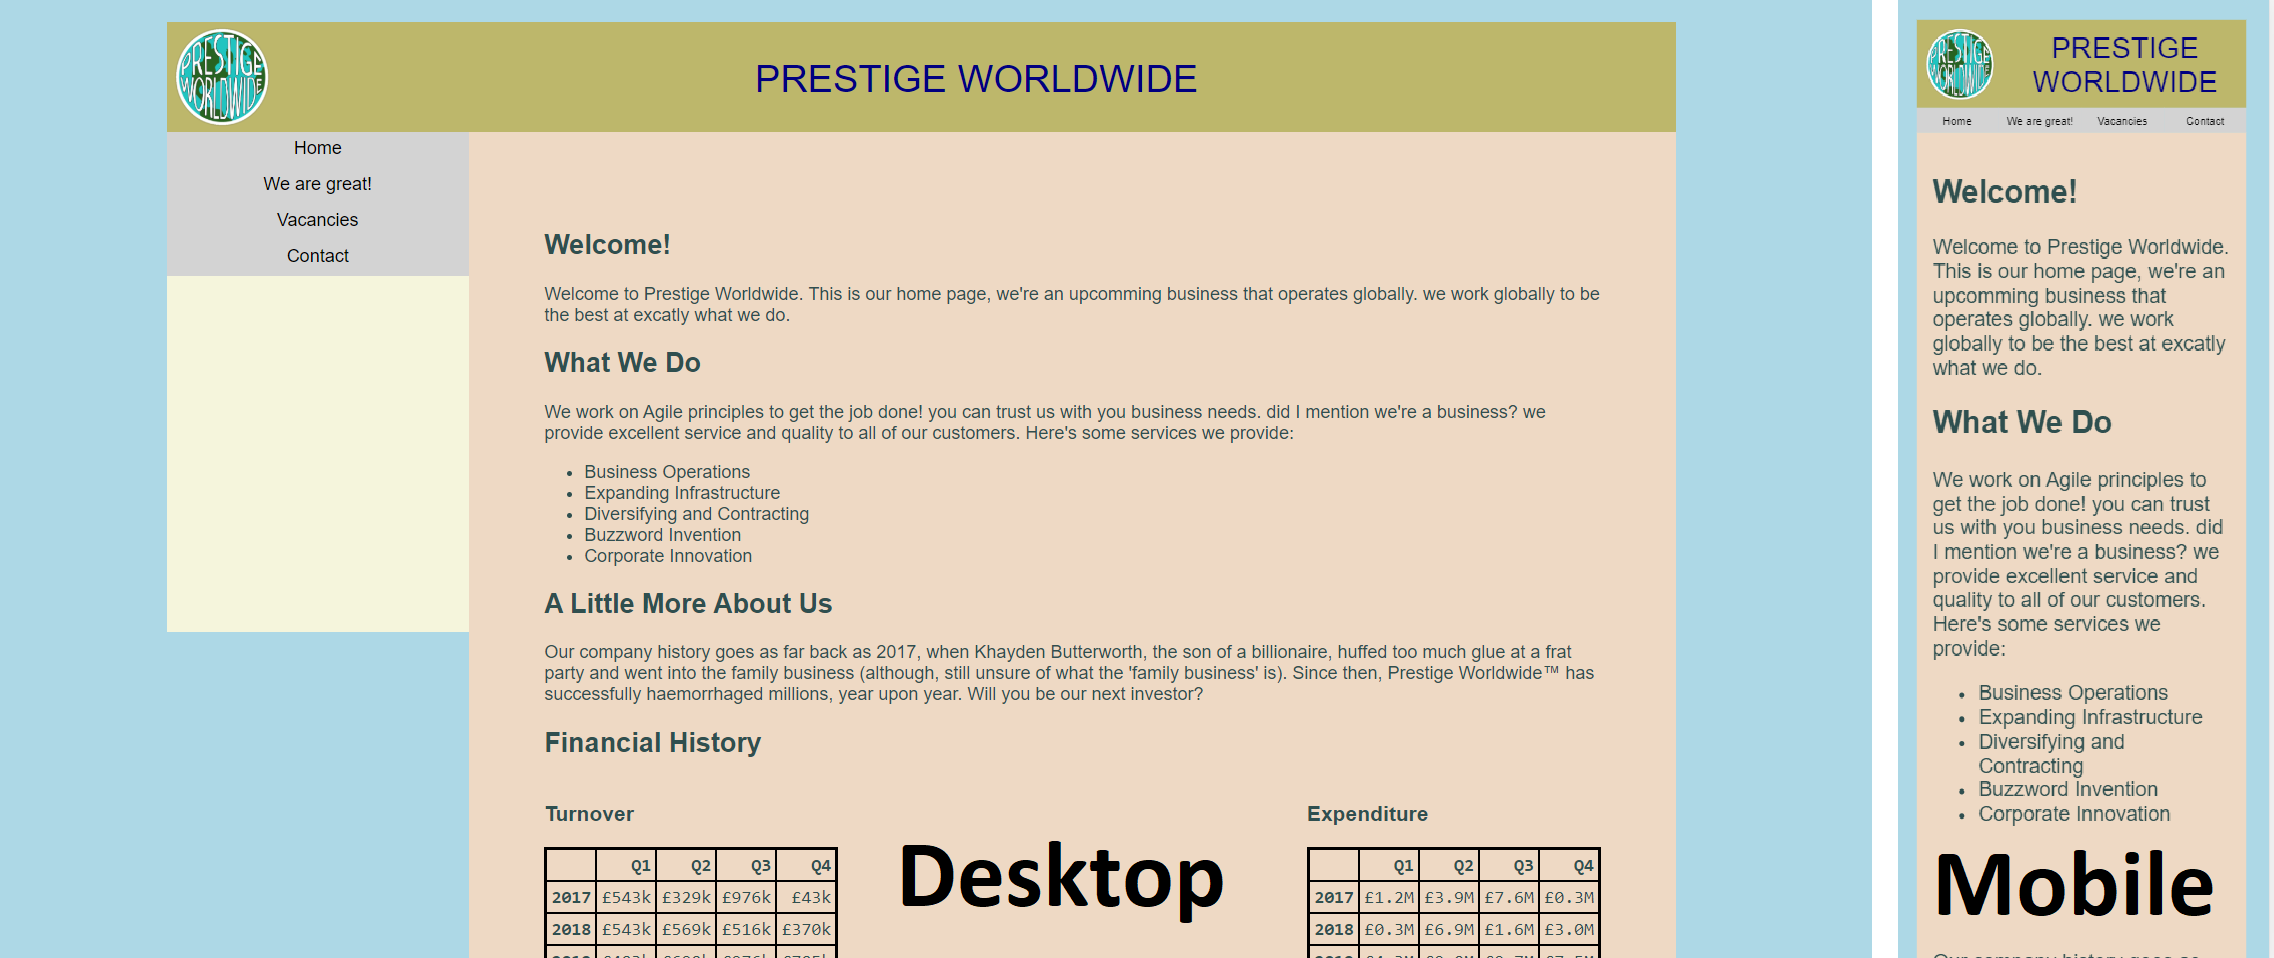 PRESTIGE WORLDWIDE
PRESTIGE WORLDWIDE
Home
We are great!
Vacancies
Contact
Welcome!
Welcome to Prestige Worldwide. This is our home page, we're an upcomming business that operates globally. we work globally to be
the best at excatly what we do.
What We Do
We work on Agile principles to get the job done! you can trust us with you business needs. did I mention we're a business? we
provide excellent service and quality to all of our customers. Here's some services we provide:
• Business Operations
• Expanding Infrastructure
• Diversifying and Contracting
• Buzzword Invention
• Corporate Innovation
A Little More About Us
Our company history goes as far back as 2017, when Khayden Butterworth, the son of a billionaire, huffed too much glue at a frat
party and went into the family business (although, still unsure of what the 'family business' is). Since then, Prestige Worldwide™ has
successfully haemorrhaged millions, year upon year. Will you be our next investor?
Financial History
Turnover
Q1 Q2 Q3 Q4
2017 £543k £329k £976k £43k
2018 £543k £569k £516k £370k
Desktop
Expenditure
Q1 Q2 Q3 Q4
2017 £1.2M £3.9M £7.6M £0.3M
2018 £0.3M £6.9M £1.6M £3.0M
PRESTIGE WORLDWIDE
PRESTIGE
WORLDWIDE
Home We are great! Vacancies Contact
Welcome!
Welcome to Prestige Worldwide.
This is our home page, we're an
upcomming business that
operates globally. we work
globally to be the best at excatly
what we do.
What We Do
We work on Agile principles to
get the job done! you can trust
us with you business needs. did
I mention we're a business? we
provide excellent service and
quality to all of our customers.
Here's some services we
provide:
• Business Operations
• Expanding Infrastructure
• Diversifying and
Contracting
• Buzzword Invention
• Corporate Innovation
Mobile